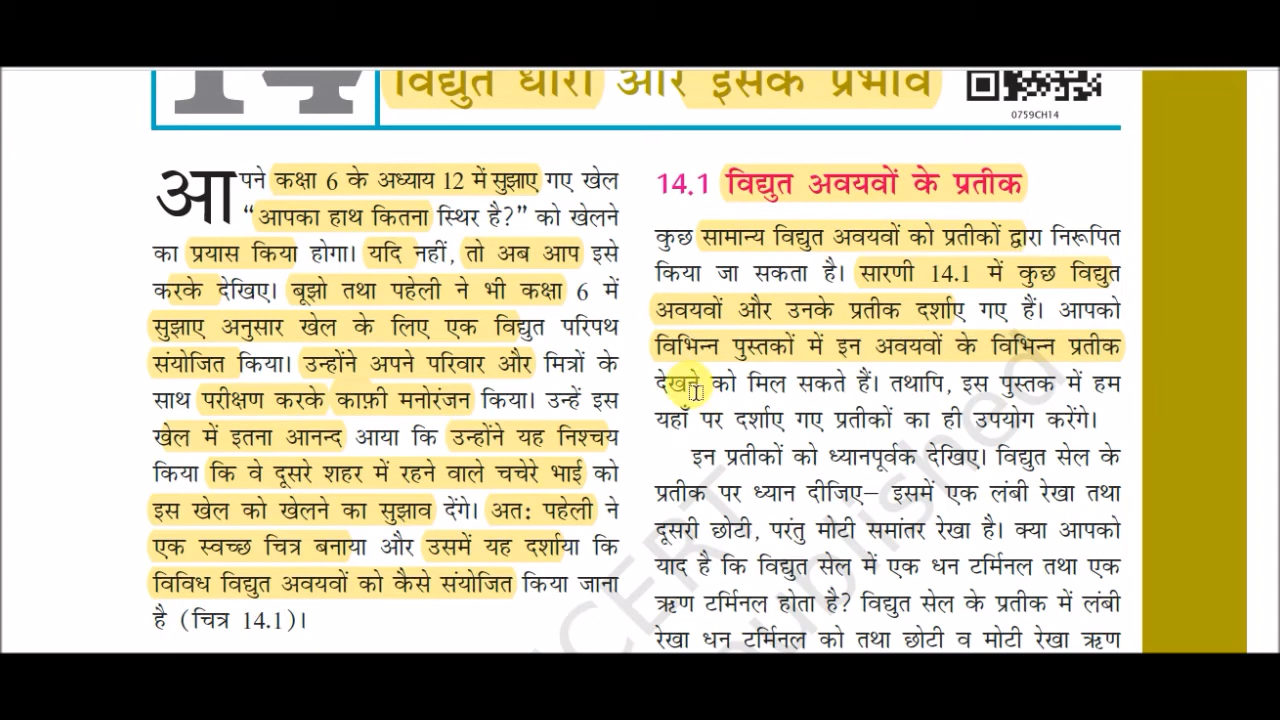 14 विद्युत धारा और इसके प्रभाव
0759CH14
आपने कक्षा 6 के अध्याय 12 में सुझाए गए खेल
“आपका हाथ कितना स्थिर है?” को खेलने
का प्रयास किया होगा। यदि नहीं, तो अब आप इसे
करके देखिए। बूझो तथा पहेली ने भी कक्षा 6 में
सुझाए अनुसार खेल के लिए एक विद्युत परिपथ
संयोजित किया। उन्होंने अपने परिवार और मित्रों के
साथ परीक्षण करके काफ़ी मनोरंजन किया। उन्हें इस
खेल में इतना आनन्द आया कि उन्होंने यह निश्चय
किया कि वे दूसरे शहर में रहने वाले चचेरे भाई को
इस खेल को खेलने का सुझाव देंगे। अतः पहेली ने
एक स्वच्छ चित्र बनाया और उसमें यह दर्शाया कि
विविध विद्युत अवयवों को कैसे संयोजित किया जाना
है (चित्र 14.1)।
14.1 विद्युत अवयवों के प्रतीक
कुछ सामान्य विद्युत अवयवों को प्रतीकों द्वारा निरूपित
किया जा सकता है। सारणी 14.1 में कुछ विद्युत
अवयवों और उनके प्रतीक दर्शाए गए हैं। आपको
विभिन्न पुस्तकों में इन अवयवों के विभिन्न प्रतीक
देखने को मिल सकते हैं। तथापि, इस पुस्तक में हम
यहाँ पर दर्शाए गए प्रतीकों का ही उपयोग करेंगे।
इन प्रतीकों को ध्यानपूर्वक देखिए। विद्युत सेल के
प्रतीक पर ध्यान दीजिए– इसमें एक लंबी रेखा तथा
दूसरी छोटी, परंतु मोटी समांतर रेखा है। क्या आपको
याद है कि विद्युत सेल में एक धन टर्मिनल तथा एक
ऋण टर्मिनल होता है? विद्युत सेल के प्रतीक में लंबी
रेखा धन टर्मिनल को तथा छोटी व मोटी रेखा ऋण